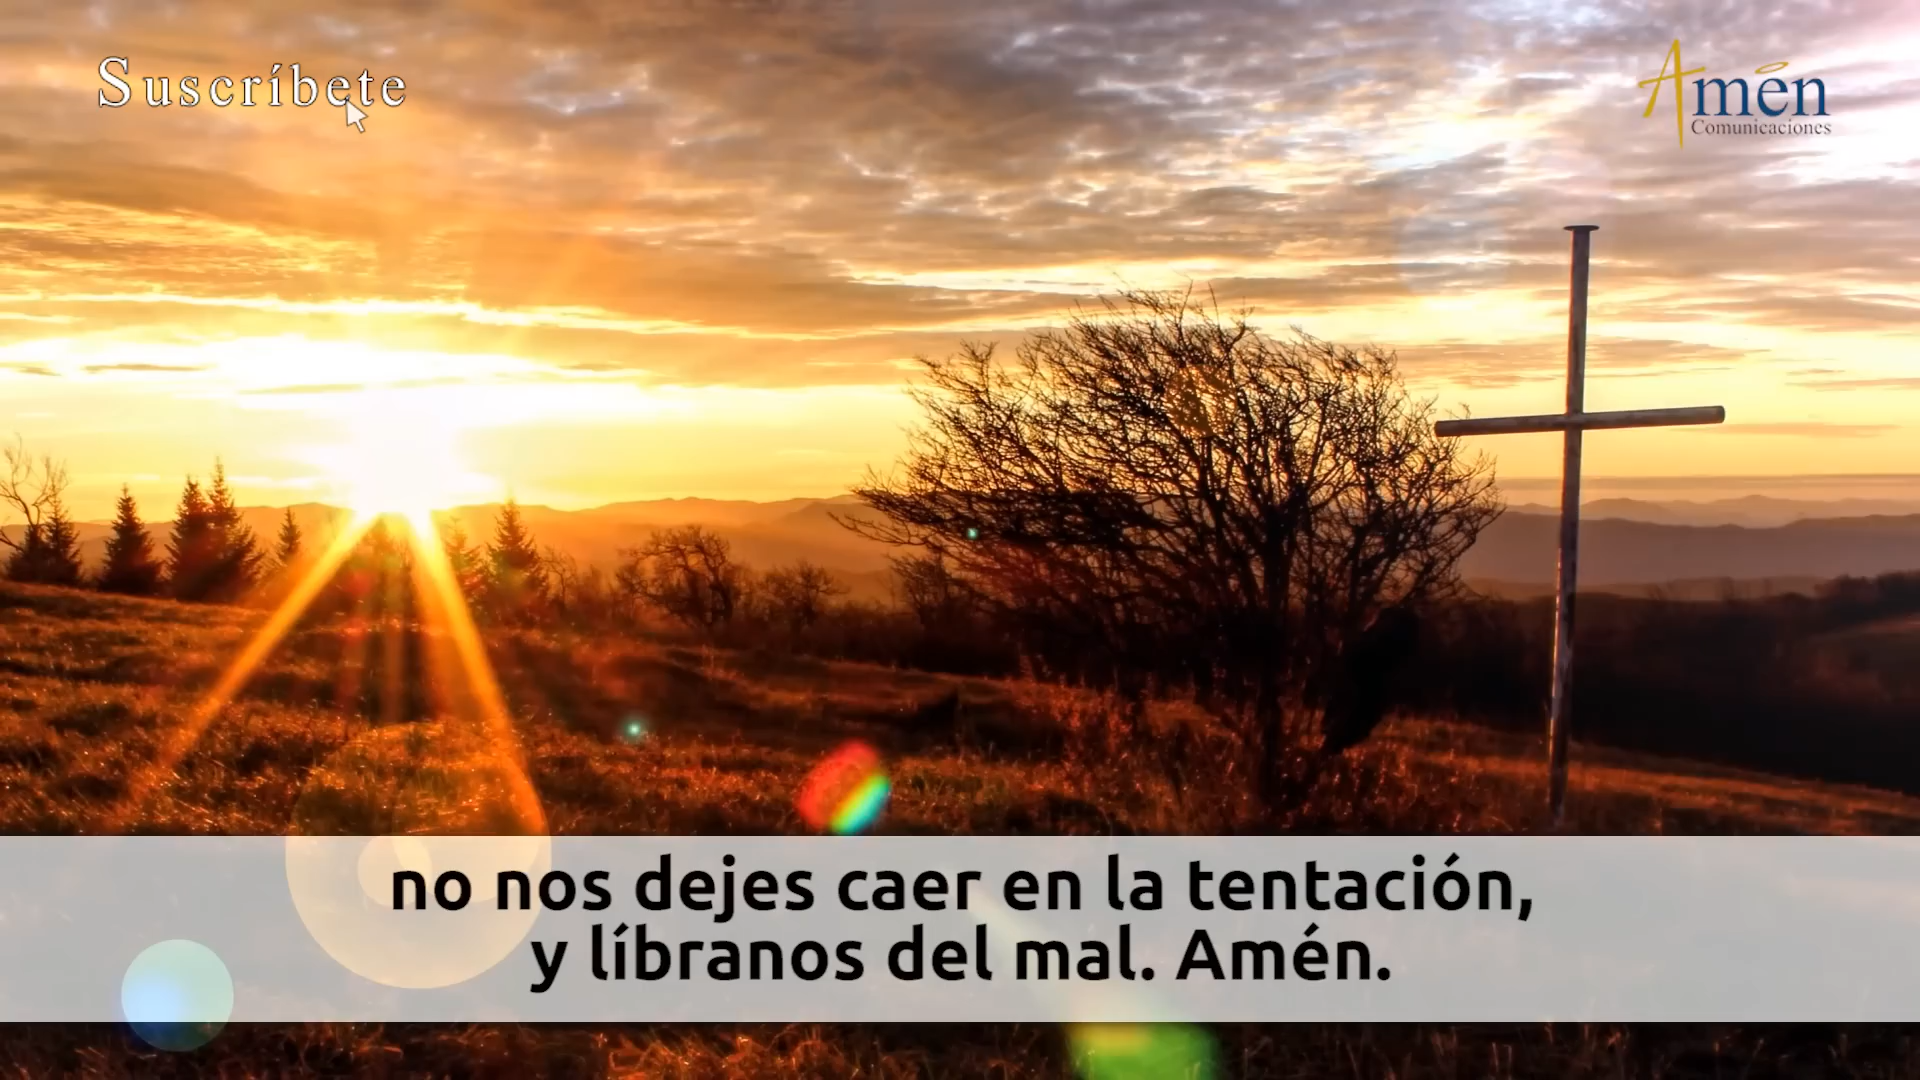 Suscríbete
Amén
Comunicaciones
no nos dejes caer en la tentación,
y líbranos del mal. Amén.